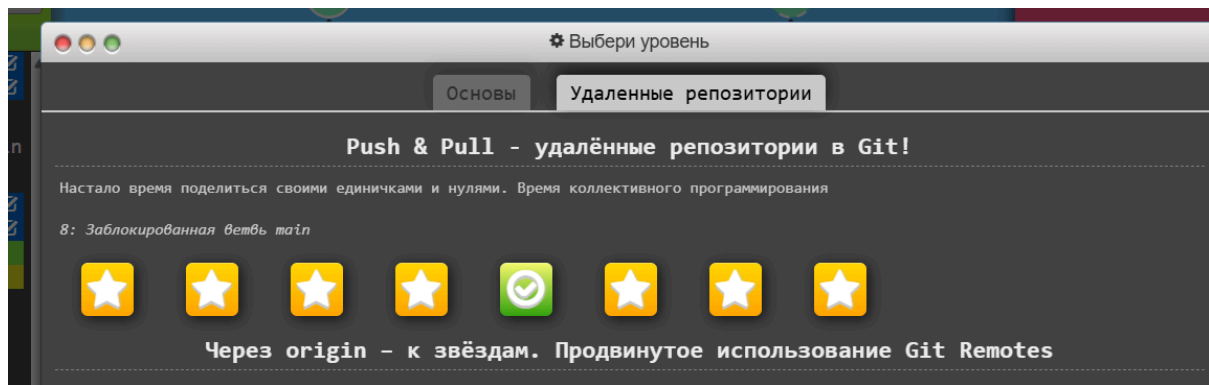 Выбери уровень
Основы Удаленные репозитории
in
Push & Pull - удалённые репозитории в Git!
Настало время поделиться своими единичками и нулями. Время коллективного программирования
8: Заблокированная ветвь main
Через origin – к звёздам. Продвинутое использование Git Remotes